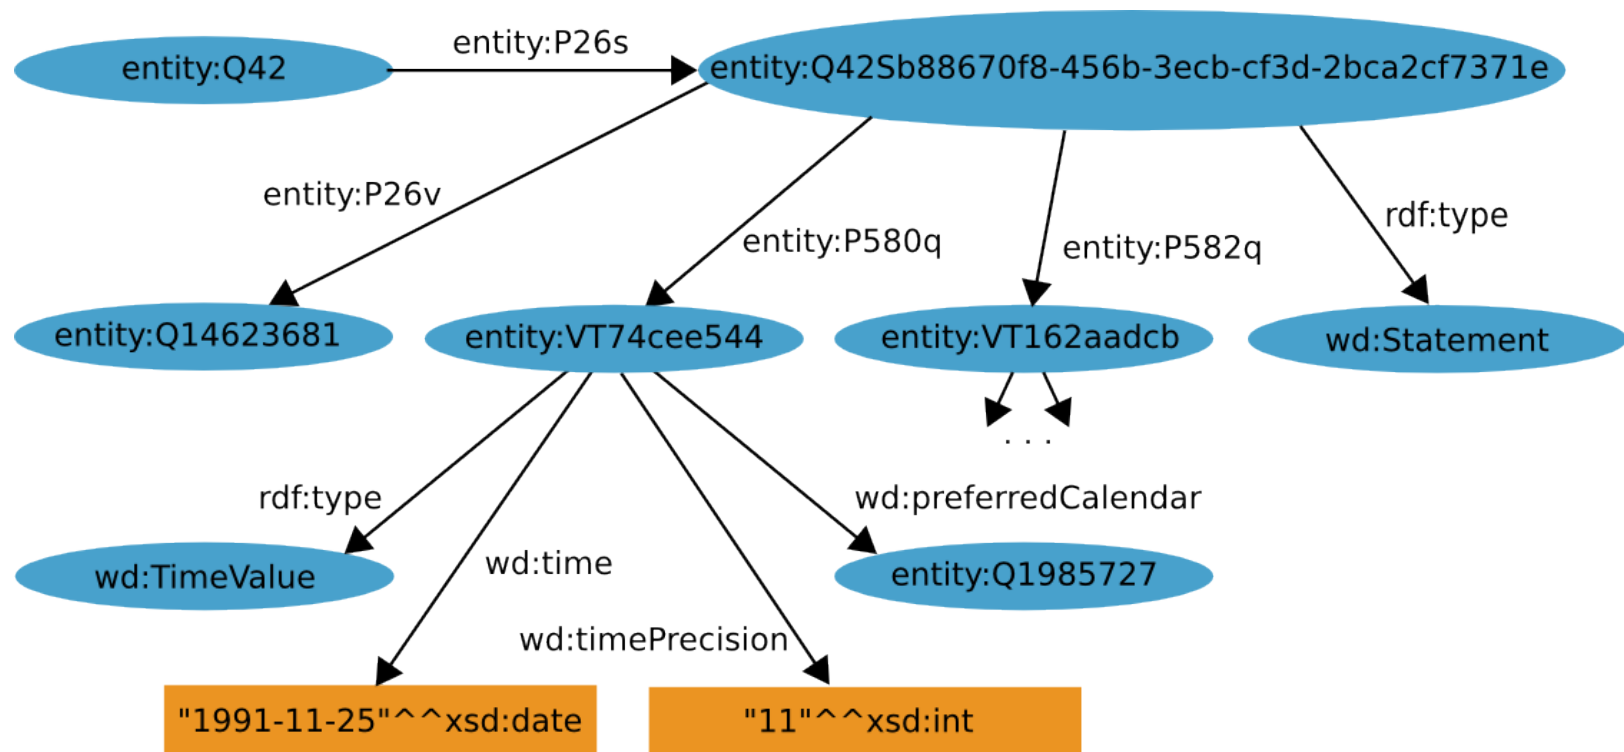 entity:P26s
entity:Q42
entity:Q42Sb88670f8-456b-3ecb-cf3d-2bca2cf7371e
entity:P26v
entity:P580q
entity:P582q
rdf:type
entity:Q14623681
entity:VT74cee544
entity:VT162aadcb
wd:Statement
. . .
rdf:type
wd:preferredCalendar
wd:time
wd:TimeValue
entity:Q1985727
wd:timePrecision
"1991-11-25"^^xsd:date
"11"^^xsd:int